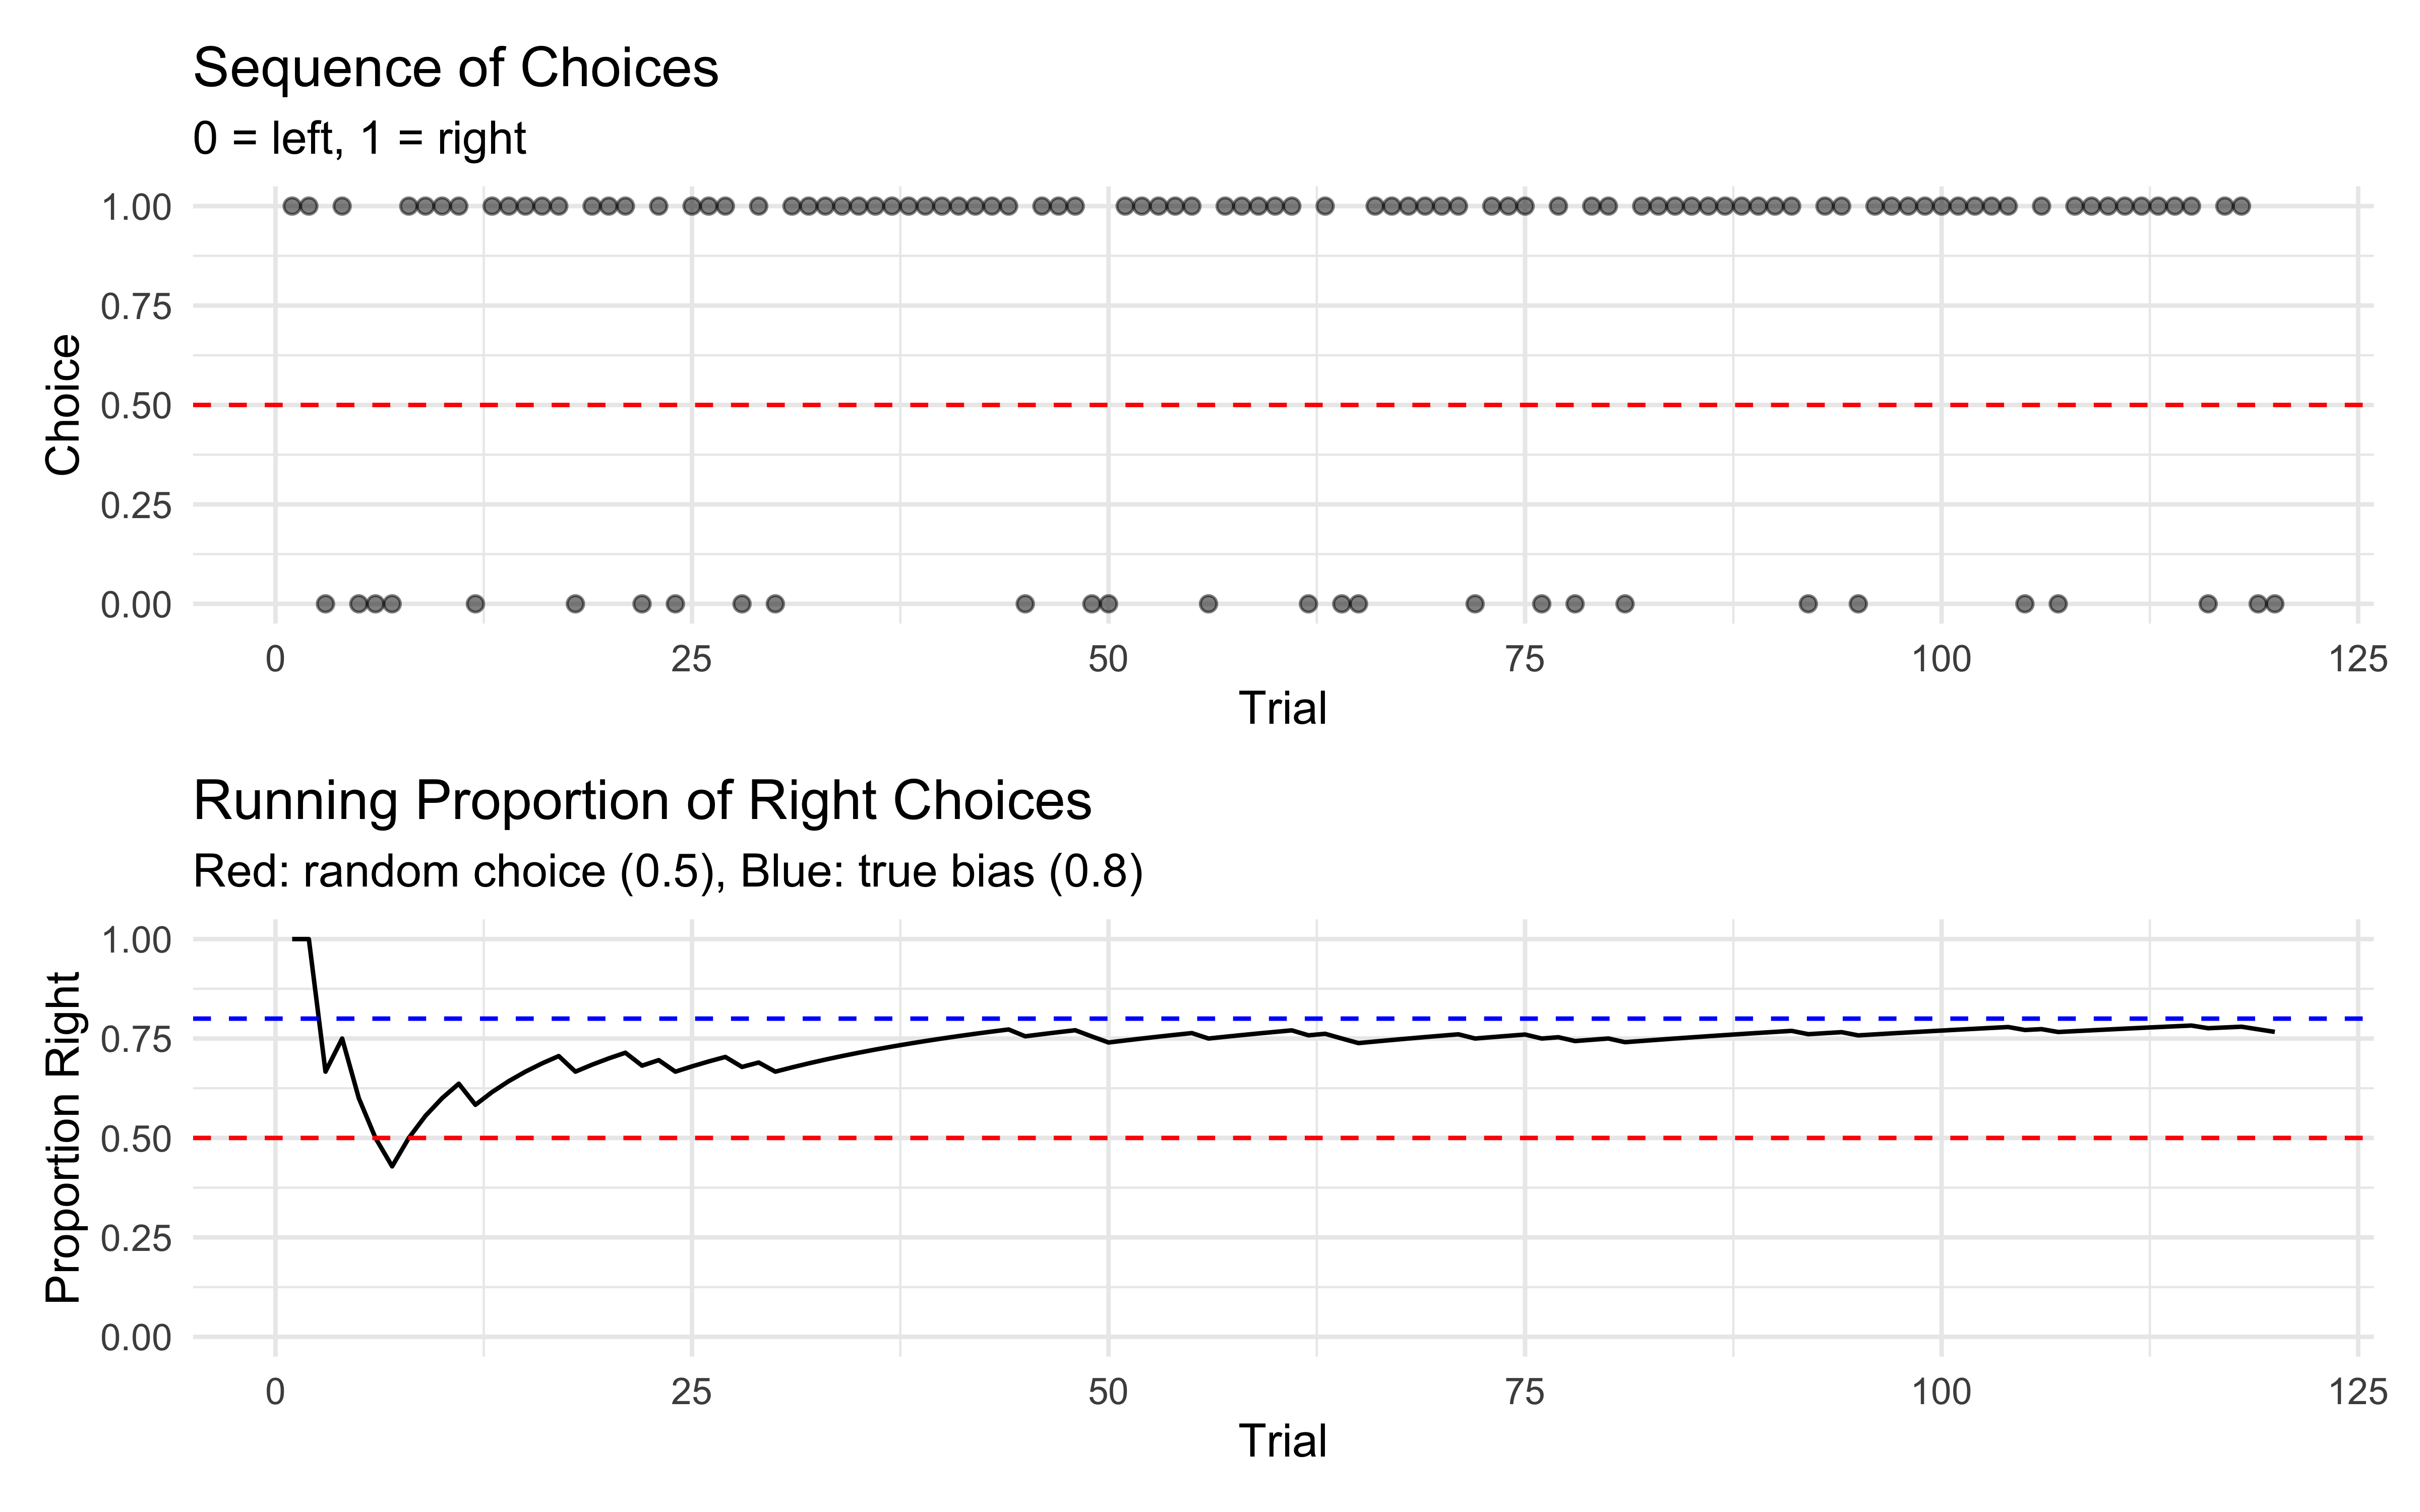 Sequence of Choices
0 = left, 1 = right
1.00
0.75
0.50
0.25
0.00
Choice
0 25 50 75 100 125
Trial
Running Proportion of Right Choices
Red: random choice (0.5), Blue: true bias (0.8)
1.00
0.75
0.50
0.25
0.00
Proportion Right
0 25 50 75 100 125
Trial